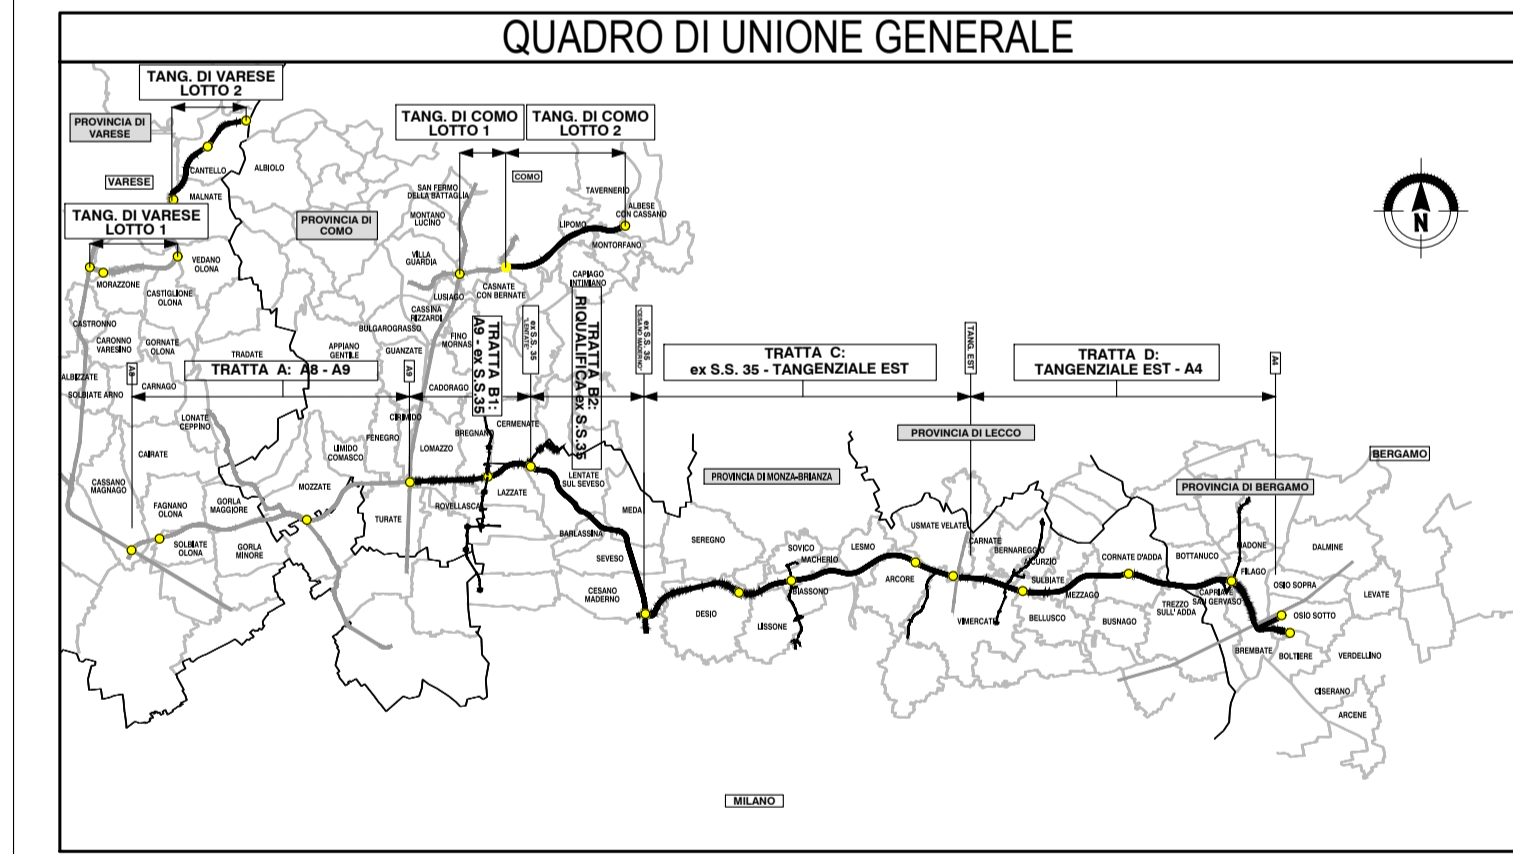 QUADRO DI UNIONE GENERALE
TANG. DI VARESE
LOTTO 2
PROVINCIA DI
VARESE
TANG. DI COMO
LOTTO 1
TANG. DI COMO
LOTTO 2
CANTELLO
ALBIOLO
VARESE
MALNATE
COMO
SAN FERMO
DELLA BATTAGLIA
TAVERNERIO
ALBESE
CON CASSANO
TANG. DI VARESE
LOTTO 1
PROVINCIA DI
COMO
MONTANO
LUCINO
LIPOMO
MONTORFANO
N
VILLA
GUARDIA
VEDANO
OLONA
MORAZZONE
CASTIGLIONE
OLONA
LUSIAGO
CASNATE
CON BERNATE
CAPIAGO
INTIMIANO
CASSINA
RIZZARDI
CASTRONNO
BULGAROGRASSO
CARONNO
VARESINO
GORNATE
OLONA
APPIANO
GENTILE
GUANZATE
FINO
MORNAS
TRADATE
TRATTA A: A8 - A9
A8
A9
TRATTA B1:
A9 - ex S.S.35
ex S.S. 35
"LENTATE"
TRATTA B2:
RIQUALIFICA ex S.S.35
ex S.S. 35
"CESANO MADERNO"
TRATTA C:
ex S.S. 35 - TANGENZIALE EST
TANG. EST
TRATTA D:
TANGENZIALE EST - A4
A4
ALBIZZATE
SOLBIATE ARNO
CARNAGO
CADORAGO
LONATE
CEPPINO
CIRIMIDO
FENEGRO
LOMAZZO
BREGNANO
CERMENATE
CAIRATE
LIMIDO
COMASCO
PROVINCIA DI LECCO
BERGAMO
CASSANO
MAGNAGO
MOZZATE
LAZZATE
LENTATE
SUL SEVESO
PROVINCIA DI MONZA-BRIANZA
PROVINCIA DI BERGAMO
FAGNANO
OLONA
GORLA
MAGGIORE
TURATE
ROVELLASCA
MEDA
BARLASSINA
SEREGNO
USMATE VELATE
CARNATE
SOLBIATE
OLONA
GORLA
MINORE
SEVESO
SOVICO
MACHERIO
LESMO
BERNAREGGIO
AICURZIO
CORNATE D'ADDA
BOTTANUCO
MADONE
DALMINE
CESANO
MADERNO
BIASSONO
ARCORE
SULBIATE
MEZZAGO
FILAGO
CAPRIATE
SAN GERVASO
OSIO SOPRA
LEVATE
DESIO
LISSONE
VIMERCATE
BELLUSCO
BUSNAGO
TREZZO
SULL' ADDA
OSIO SOTTO
BREMBATE
BOLTIERE
VERDELLINO
CISERANO
ARCENE
MILANO